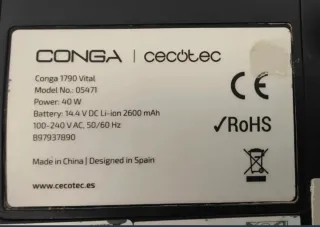 CONGA | cecotec
Conga 1790 Vital
Model No.: 05471
Power: 40 W
Battery: 14.4 V DC Li-ion 2600 mAh
100-240 V AC, 50/60 Hz
B97937890
CE
✓RoHS
Made in China | Designed in Spain
www.cecotec.es